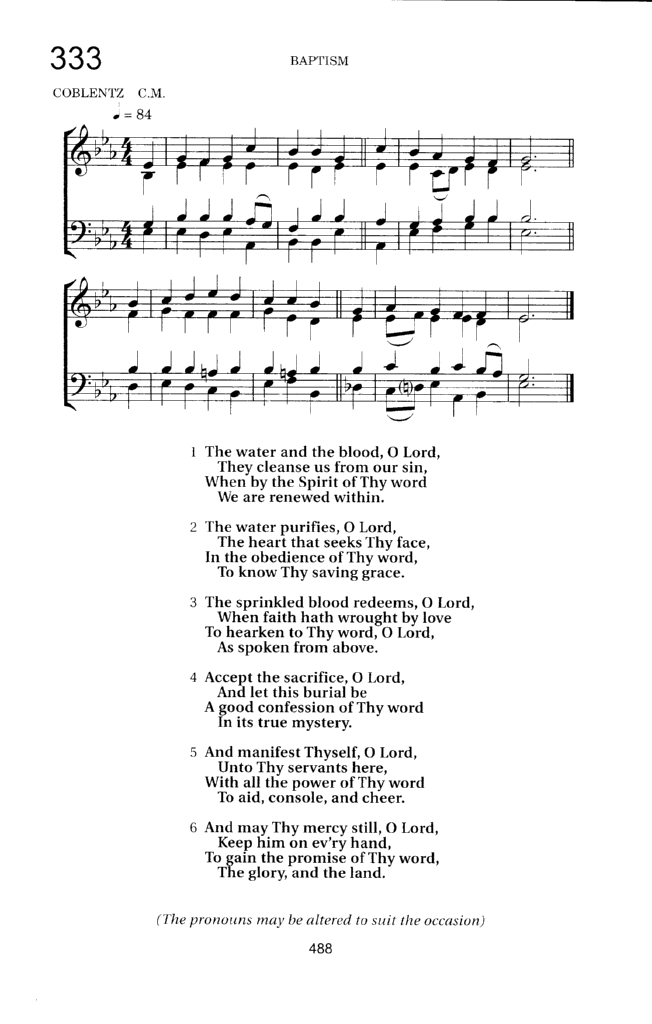 333
BAPTISM
COBLENTZ C.M.
♩ = 84
1 The water and the blood, O Lord,
They cleanse us from our sin,
When by the Spirit of Thy word
We are renewed within.
2 The water purifies, O Lord,
The heart that seeks Thy face,
In the obedience of Thy word,
To know Thy saving grace.
3 The sprinkled blood redeems, O Lord,
When faith hath wrought by love
To hearken to Thy word, O Lord,
As spoken from above.
4 Accept the sacrifice, O Lord,
And let this burial be
A good confession of Thy word
In its true mystery.
5 And manifest Thyself, O Lord,
Unto Thy servants here,
With all the power of Thy word
To aid, console, and cheer.
6 And may Thy mercy still, O Lord,
Keep him on ev'ry hand,
To gain the promise of Thy word,
The glory, and the land.
(The pronouns may be altered to suit the occasion)
488